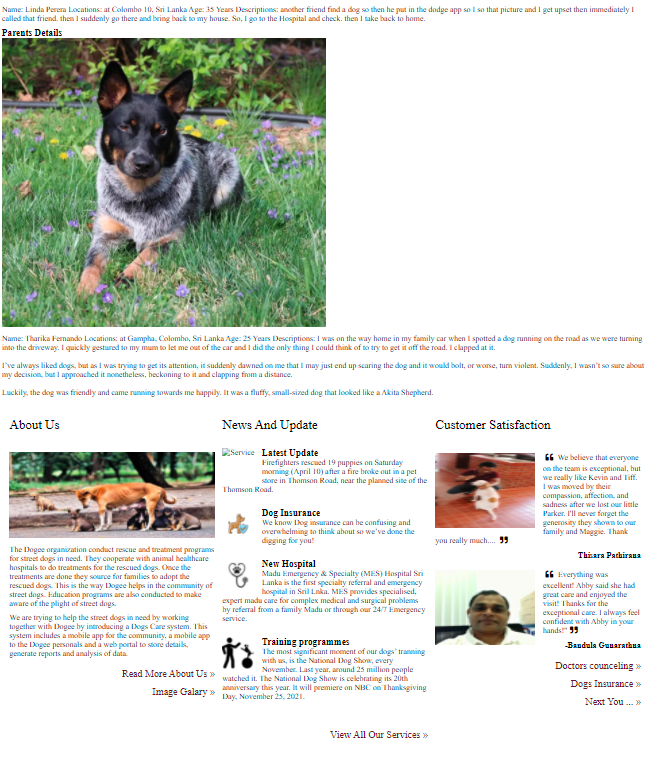 Name: Linda Perera Locations: at Colombo 10, Sri Lanka Age: 35 Years Descriptions: another friend find a dog so then he put in the dodge app so I so that picture and I get upset then immediately I
called that friend. then I suddenly go there and bring back to my house. So, I go to the Hospital and check. then I take back to home.
Parents Details
Name: Tharika Fernando Locations: at Gampha, Colombo, Sri Lanka Age: 25 Years Descriptions: I was on the way home in my family car when I spotted a dog running on the road as we were turning
into the driveway. I quickly gestured to my mum to let me out of the car and I did the only thing I could think of to try to get it off the road. I clapped at it.
I've always liked dogs, but as I was trying to get its attention, it suddenly dawned on me that I may just end up scaring the dog and it would bolt, or worse, turn violent. Suddenly, I wasn't so sure about
my decision, but I approached it nonetheless, beckoning to it and clapping from a distance.
Luckily, the dog was friendly and came running towards me happily. It was a fluffy, small-sized dog that looked like a Akita Shepherd.
About Us
The Dogee organization conduct rescue and treatment programs
for street dogs in need. They cooperate with animal healthcare
hospitals to do treatments for the rescued dogs. Once the
treatments are done they source for families to adopt the
rescued dogs. This is the way Dogee helps in the community of
street dogs. Education programs are also conducted to make
aware of the plight of street dogs.
We are trying to help the street dogs in need by working
together with Dogee by introducing a Dogs Care system. This
system includes a mobile app for the community, a mobile app
to the Dogee personals and a web portal to store details,
generate reports and analysis of data.
Read More About Us »
Image Galary »
News And Update
Service
Latest Update
Firefighters rescued 19 puppies on Saturday
morning (April 10) after a fire broke out in a pet
store in Thomson Road, near the planned site of the
Thomson Road.
Dog Insurance
We know Dog insurance can be confusing and
overwhelming to think about so we've done the
digging for you!
New Hospital
Madu Emergency & Specialty (MES) Hospital Sri
Lanka is the first specialty referral and emergency
hospital in Sril Lnka. MES provides specialised,
expert madu care for complex medical and surgical problems
by referral from a family Madu or through our 24/7 Emergency
service.
Training programmes
The most significant moment of our dogs' tranning
with us, is the National Dog Show, every
November. Last year, around 25 million people
watched it. The National Dog Show is celebrating its 20th
anniversary this year. It will premiere on NBC on Thanksgiving
Day, November 25, 2021.
View All Our Services »
Customer Satisfaction
❝ We believe that everyone
on the team is exceptional, but
we really like Kevin and Tiff.
I was moved by their
compassion, affection, and
sadness after we lost our little
Parker. I'll never forget the
generosity they shown to our
family and Maggie. Thank
you really much.... ❞
Thisara Pathirana
❝ Everything was
excellent! Abby said she had
great care and enjoyed the
visit! Thanks for the
exceptional care. I always feel
confident with Abby in your
hands!" ❞
-Bandula Gunarathna
Doctors counceling »
Dogs Insurance »
Next You ... »